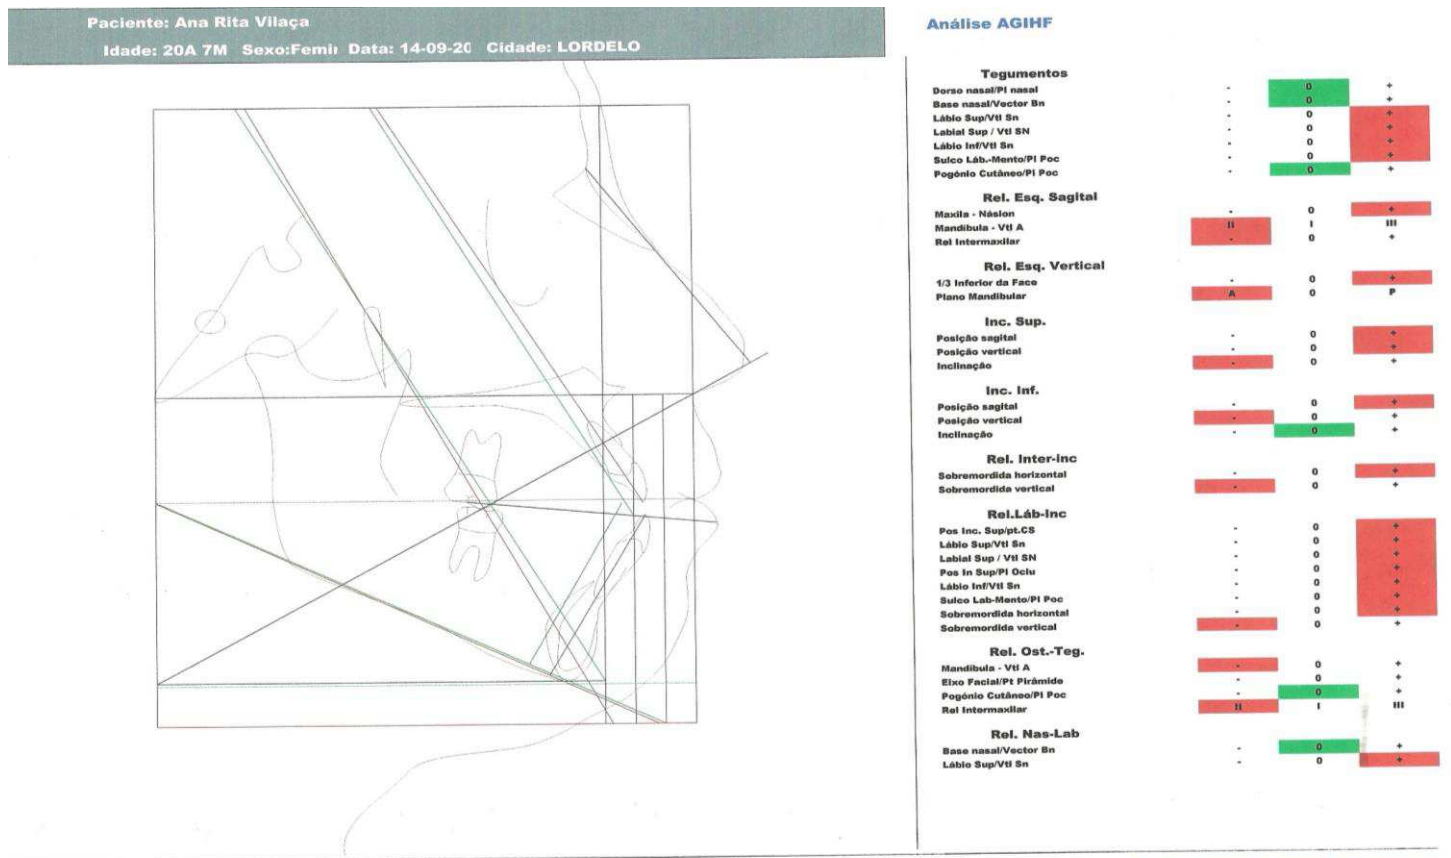 Paciente: Ana Rita Vilaça
Idade: 20A 7M Sexo:Femii Data: 14-09-20 Cidade: LORDELO
Análise AGIHF
Tegumentos
Dorso nasal/Pl nasal - 0 +
Base nasal/Vector Bn - 0 +
Lábio Sup/Vtl Sn - 0 +
Labial Sup / Vtl SN - 0 +
Lábio Inf/Vtl Sn - 0 +
Sulco Láb.-Mento/Pl Poc - 0 +
Pogónio Cutâneo/Pl Poc - 0 +
Rel. Esq. Sagital
Maxila - Násion - 0 +
Mandíbula - Vtl A II I III
Rel Intermaxilar - 0 +
Rel. Esq. Vertical
1/3 Inferior da Face - 0 +
Plano Mandibular A 0 P
Inc. Sup.
Posição sagital - 0 +
Posição vertical - 0 +
Inclinação - 0 +
Inc. Inf.
Posição sagital - 0 +
Posição vertical - 0 +
Inclinação - 0 +
Rel. Inter-inc
Sobremordida horizontal - 0 +
Sobremordida vertical - 0 +
Rel.Láb-Inc
Pos Inc. Sup/pt.CS - 0 +
Lábio Sup/Vtl Sn - 0 +
Labial Sup / Vtl SN - 0 +
Pos In Sup/Pl Oclu - 0 +
Lábio Inf/Vtl Sn - 0 +
Sulco Lab-Mento/Pl Poc - 0 +
Sobremordida horizontal - 0 +
Sobremordida vertical - 0 +
Rel. Ost.-Teg.
Mandíbula - Vtl A - 0 +
Eixo Facial/Pt Pirâmide - 0 +
Pogónio Cutâneo/Pl Poc - 0 +
Rel Intermaxilar II I III
Rel. Nas-Lab
Base nasal/Vector Bn - 0 +
Lábio Sup/Vtl Sn - 0 +